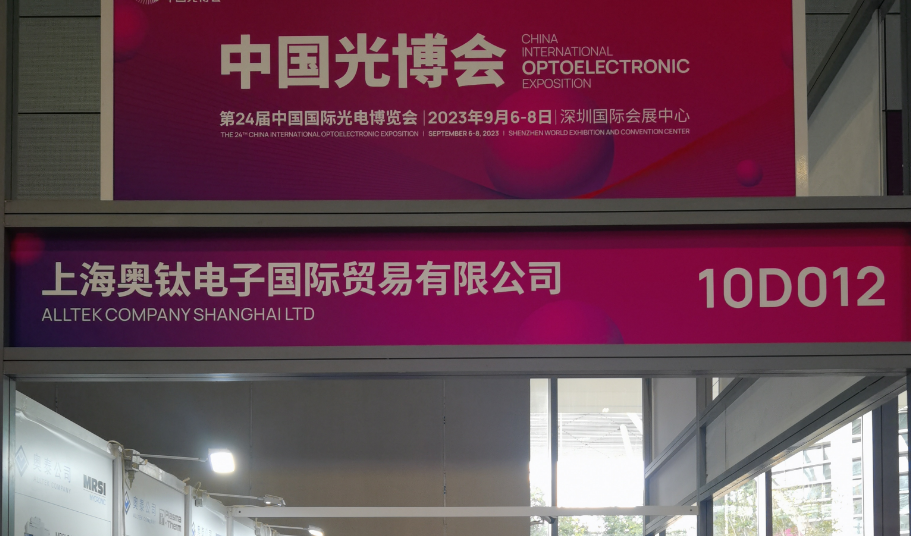 中国光博会
CHINA
INTERNATIONAL
OPTOELECTRONIC
EXPOSITION
第24届中国国际光电博览会 | 2023年9月6-8日 | 深圳国际会展中心
THE 24TH CHINA INTERNATIONAL OPTOELECTRONIC EXPOSITION | SEPTEMBER 6-8, 2023 | SHENZHEN WORLD EXHIBITION AND CONVENTION CENTER
上海奥钛电子国际贸易有限公司
ALLTEK COMPANY SHANGHAI LTD
10D012
MRSI